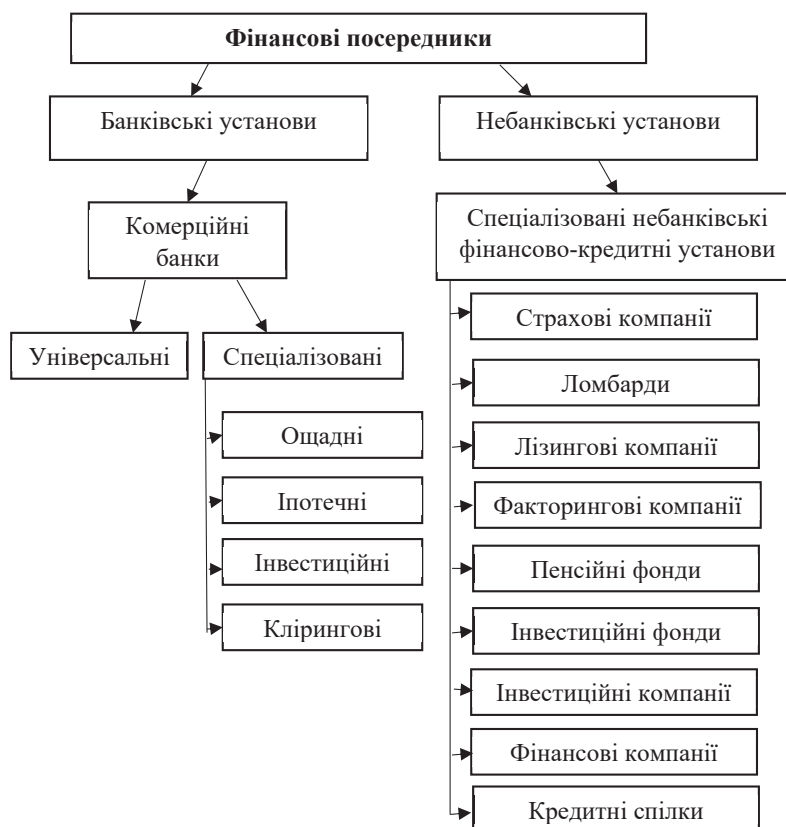 Фінансові посередники
Банківські установи
Небанківські установи
Комерційні
банки
Спеціалізовані небанківські
фінансово-кредитні установи
Універсальні
Спеціалізовані
Ощадні
Іпотечні
Інвестиційні
Клірингові
Страхові компанії
Ломбарди
Лізингові компанії
Факторингові компанії
Пенсійні фонди
Інвестиційні фонди
Інвестиційні компанії
Фінансові компанії
Кредитні спілки